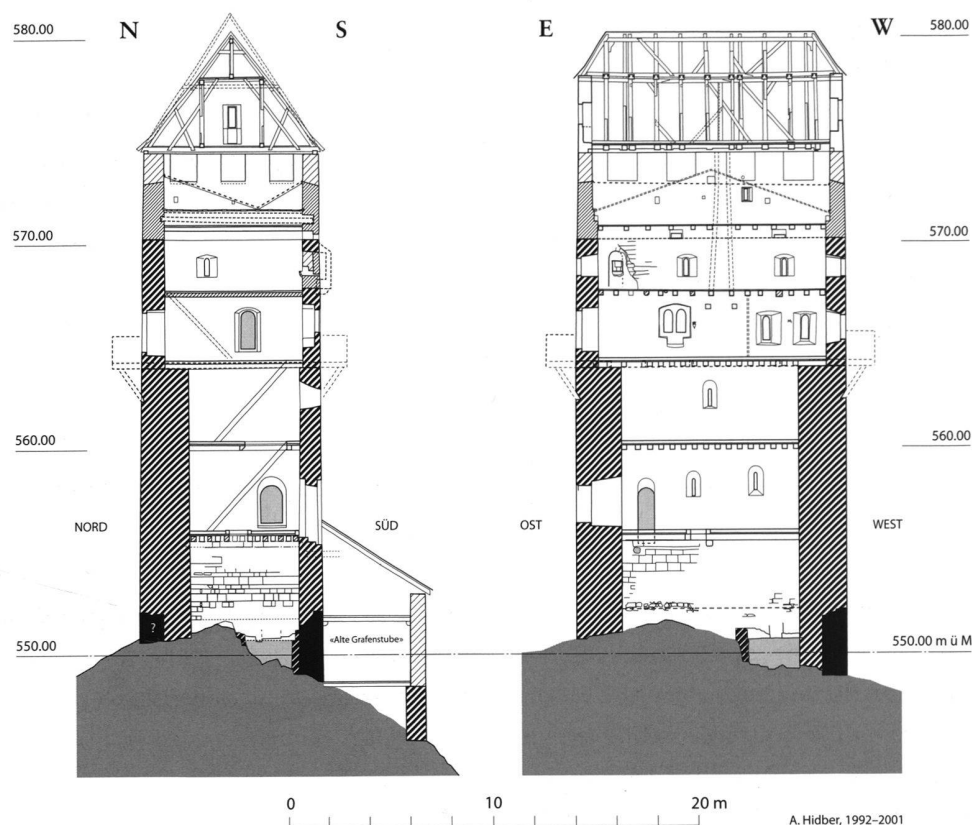 580.00 N S E W 580.00
570.00 570.00
560.00 560.00
NORD SÜD OST WEST
?
«Alte Grafenstube»
550.00 550.00 m ü M
0 10 20 m
A. Hidber, 1992–2001